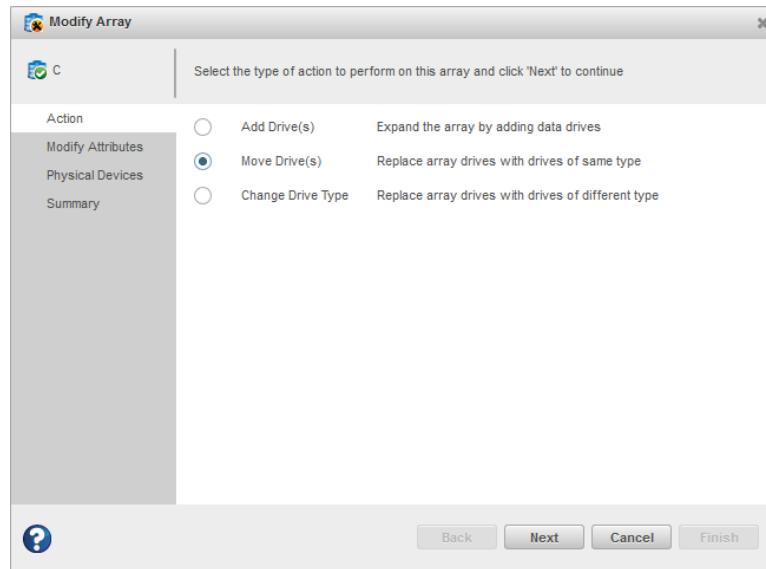 Modify Array
C
Select the type of action to perform on this array and click 'Next' to continue
Action
Modify Attributes
Physical Devices
Summary
Add Drive(s) Expand the array by adding data drives
Move Drive(s) Replace array drives with drives of same type
Change Drive Type Replace array drives with drives of different type
? Back Next Cancel Finish